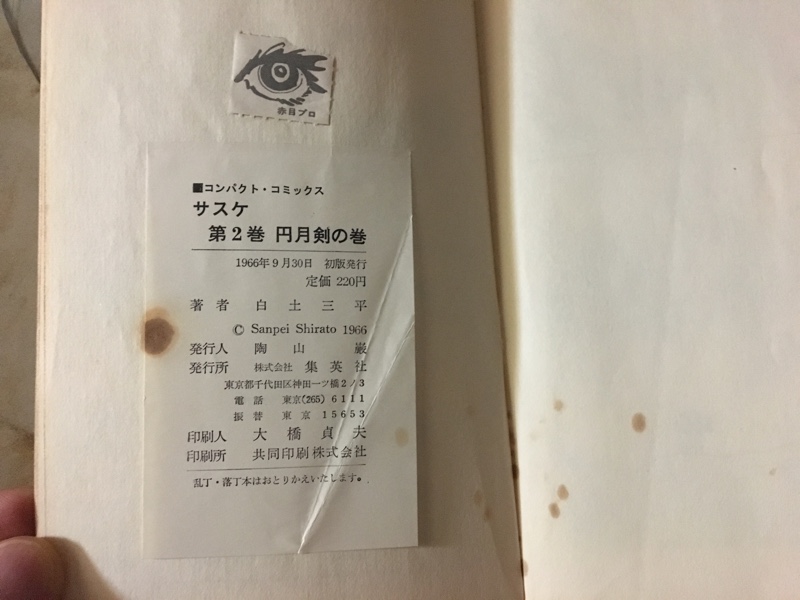 赤目プロ
■コンパクト・コミックス
サスケ
第2巻 円月剣の巻
1966年9月30日 初版発行
定価 220円
著者 白土三平
© Sanpei Shirato 1966
発行人 陶山巌
発行所 株式会社 集英社
東京都千代田区神田一ツ橋2ノ3
電話 東京(265)6111
振替 東京 15653
印刷人 大橋貞夫
印刷所 共同印刷株式会社
乱丁・落丁本はおとりかえいたします。